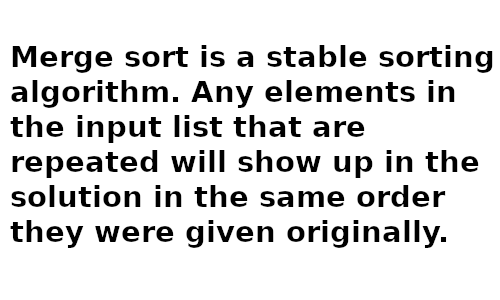 Merge sort is a stable sorting
algorithm. Any elements in
the input list that are
repeated will show up in the
solution in the same order
they were given originally.